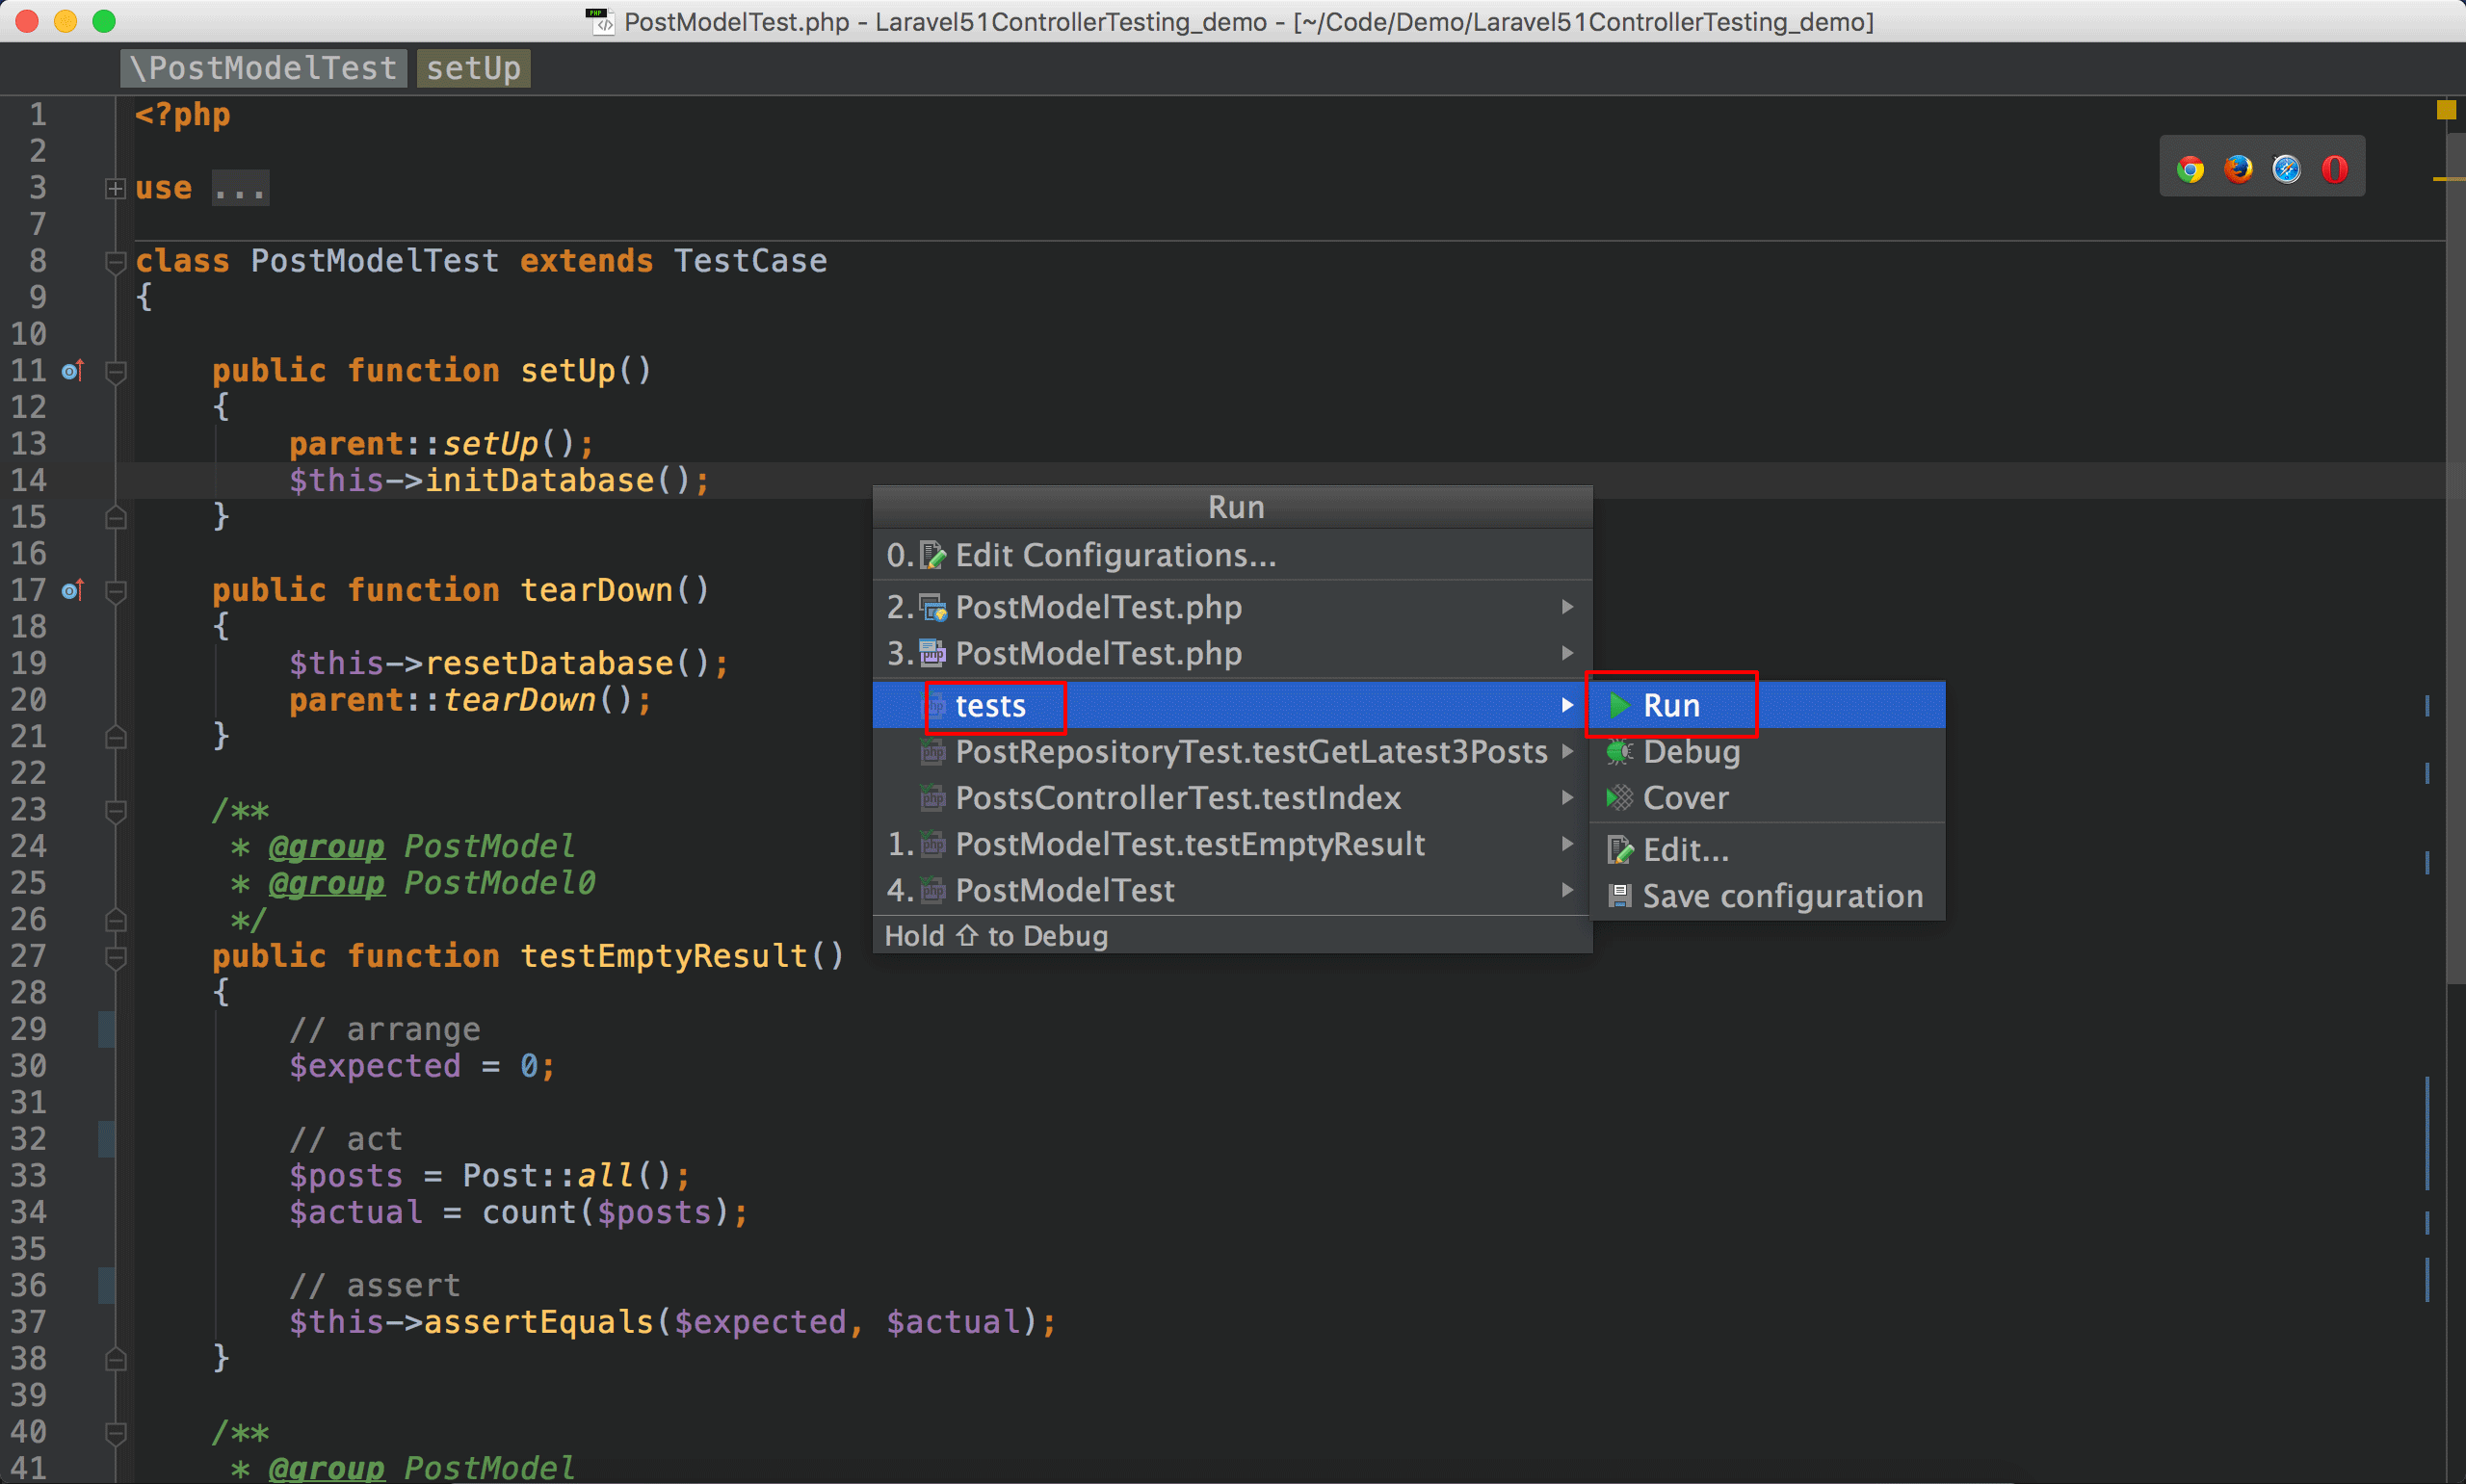 PostModelTest.php - Laravel51ControllerTesting_demo - [~/Code/Demo/Laravel51ControllerTesting_demo]
\PostModelTest setUp
1 <?php
2
3 use ...
7
8 class PostModelTest extends TestCase
9 {
10
11 public function setUp()
12 {
13 parent::setUp();
14 $this->initDatabase();
15 }
16
17 public function tearDown()
18 {
19 $this->resetDatabase();
20 parent::tearDown();
21 }
22
23 /**
24 * @group PostModel
25 * @group PostModel0
26 */
27 public function testEmptyResult()
28 {
29 // arrange
30 $expected = 0;
31
32 // act
33 $posts = Post::all();
34 $actual = count($posts);
35
36 // assert
37 $this->assertEquals($expected, $actual);
38 }
39
40 /**
41 * @group PostModel
Run
0. Edit Configurations...
2. PostModelTest.php
3. PostModelTest.php
tests
PostRepositoryTest.testGetLatest3Posts
PostsControllerTest.testIndex
1. PostModelTest.testEmptyResult
4. PostModelTest
Hold ⇧ to Debug
Run
Debug
Cover
Edit...
Save configuration